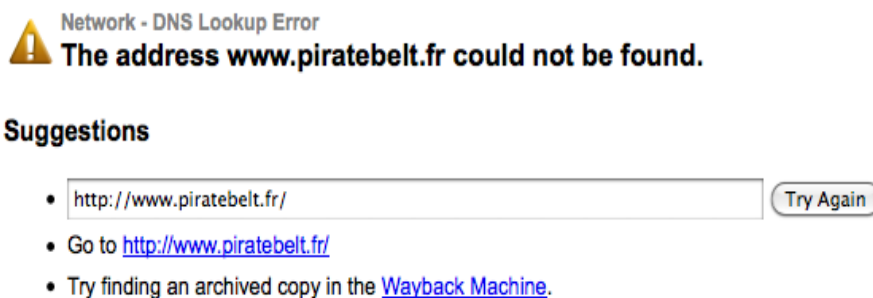 Network - DNS Lookup Error
The address www.piratebelt.fr could not be found.
Suggestions
http://www.piratebelt.fr/ Try Again
Go to http://www.piratebelt.fr/
Try finding an archived copy in the Wayback Machine.